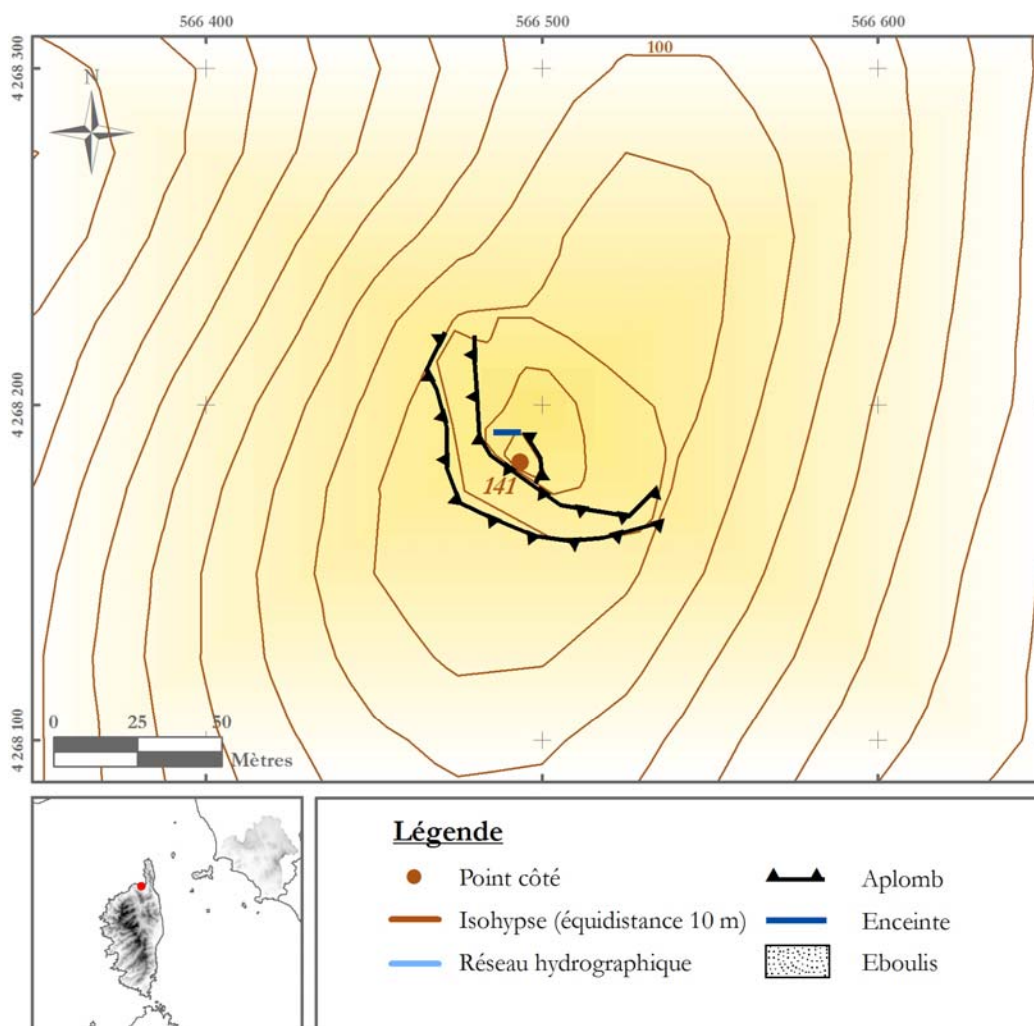 566 400
566 500
566 600
4 268 300
100
N
4 268 200
141
4 268 100
0
25
50
Mètres
Légende
Point côté
Aplomb
Isohypse (équidistance 10 m)
Enceinte
Réseau hydrographique
Eboulis